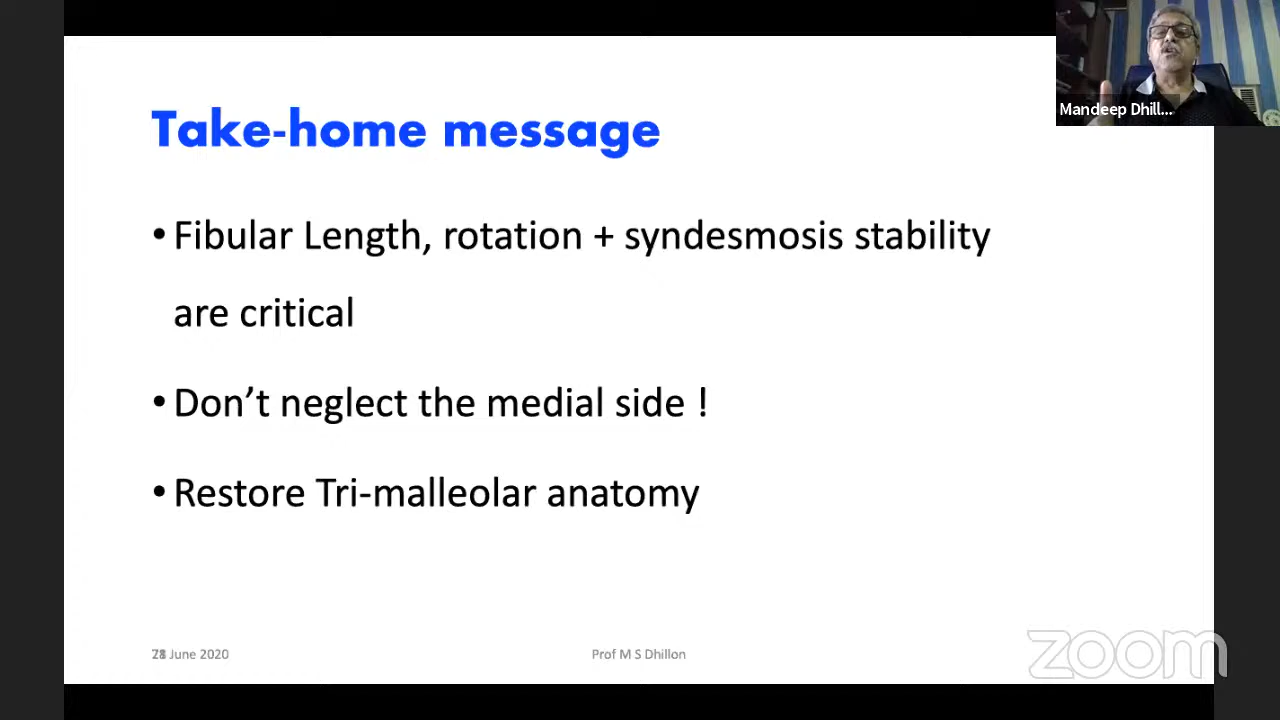 Take-home message
Mandeep Dhill...
• Fibular Length, rotation + syndesmosis stability
are critical
• Don’t neglect the medial side !
• Restore Tri-malleolar anatomy
June 2020
Prof M S Dhillon
zoom